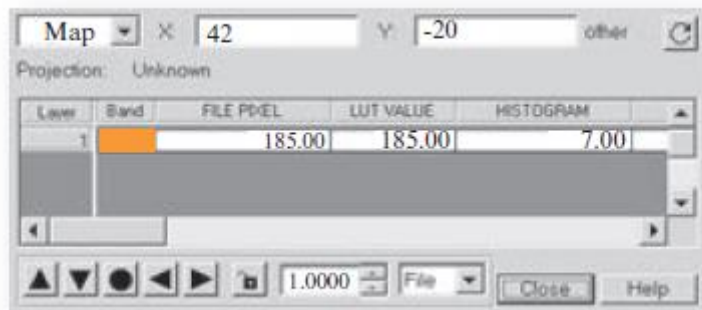 Map X: 42 Y: -20 other
Projection: Unknown
Layer Band FILE PIXEL LUT VALUE HISTOGRAM
1 185.00 185.00 7.00
1.0000 File Close Help